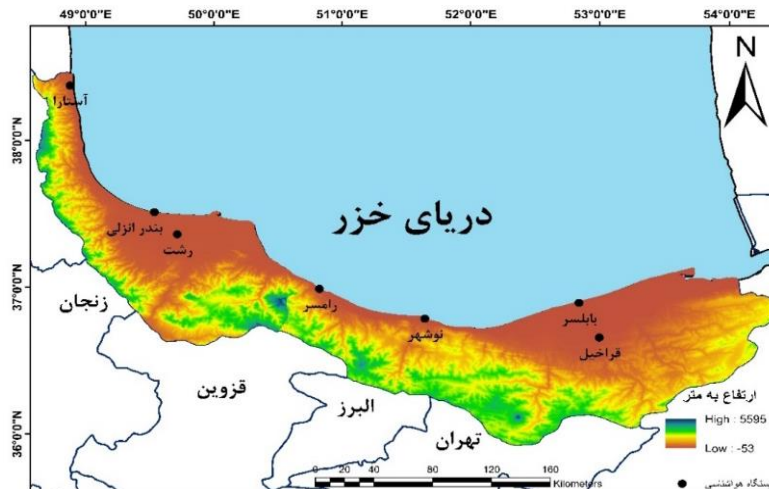 49°0'0"E 50°0'0"E 51°0'0"E 52°0'0"E 53°0'0"E 54°0'0"E
N
آستارا
38°0'0"N
دریای خزر
بندر انزلی
رشت
37°0'0"N
زنجان
رامسر
بابلسر
نوشهر
قراخیل
قزوین
البرز
تهران
36°0'0"N
ارتفاع به متر
High : 5595
Low : -53
0 20 40 80 120 160
Kilometers
هواشناسی